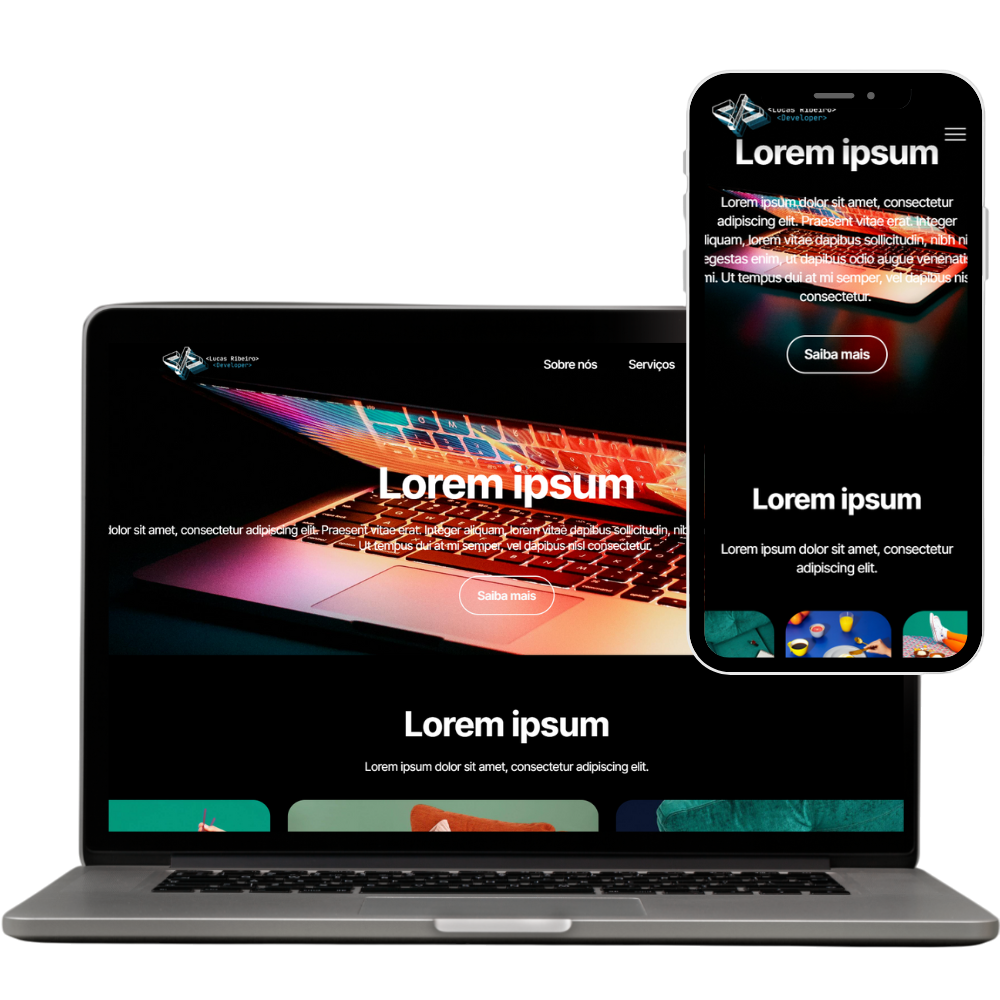 <Lucas Ribeiro>
<Developer>
Lorem ipsum
Lorem ipsum dolor sit amet, consectetur
adipiscing elit. Praesent vitae erat. Integer
liquam, lorem vitae dapibus sollicitudin, nibh ni
egestas enim, ut dapibus odio augue venenatis
mi. Ut tempus dui at mi semper, vel dapibus nis
consectetur.
Saiba mais
Lorem ipsum
Lorem ipsum dolor sit amet, consectetur
adipiscing elit.
<Lucas Ribeiro>
<Developer>
Sobre nós Serviços
Lorem ipsum
dolor sit amet, consectetur adipiscing elit. Praesent vitae erat. Integer aliquam, lorem vitae dapibus sollicitudin, nib
Ut tempus dui at mi semper, vel dapibus nisl consectetur.
Saiba mais
Lorem ipsum
Lorem ipsum dolor sit amet, consectetur adipiscing elit.